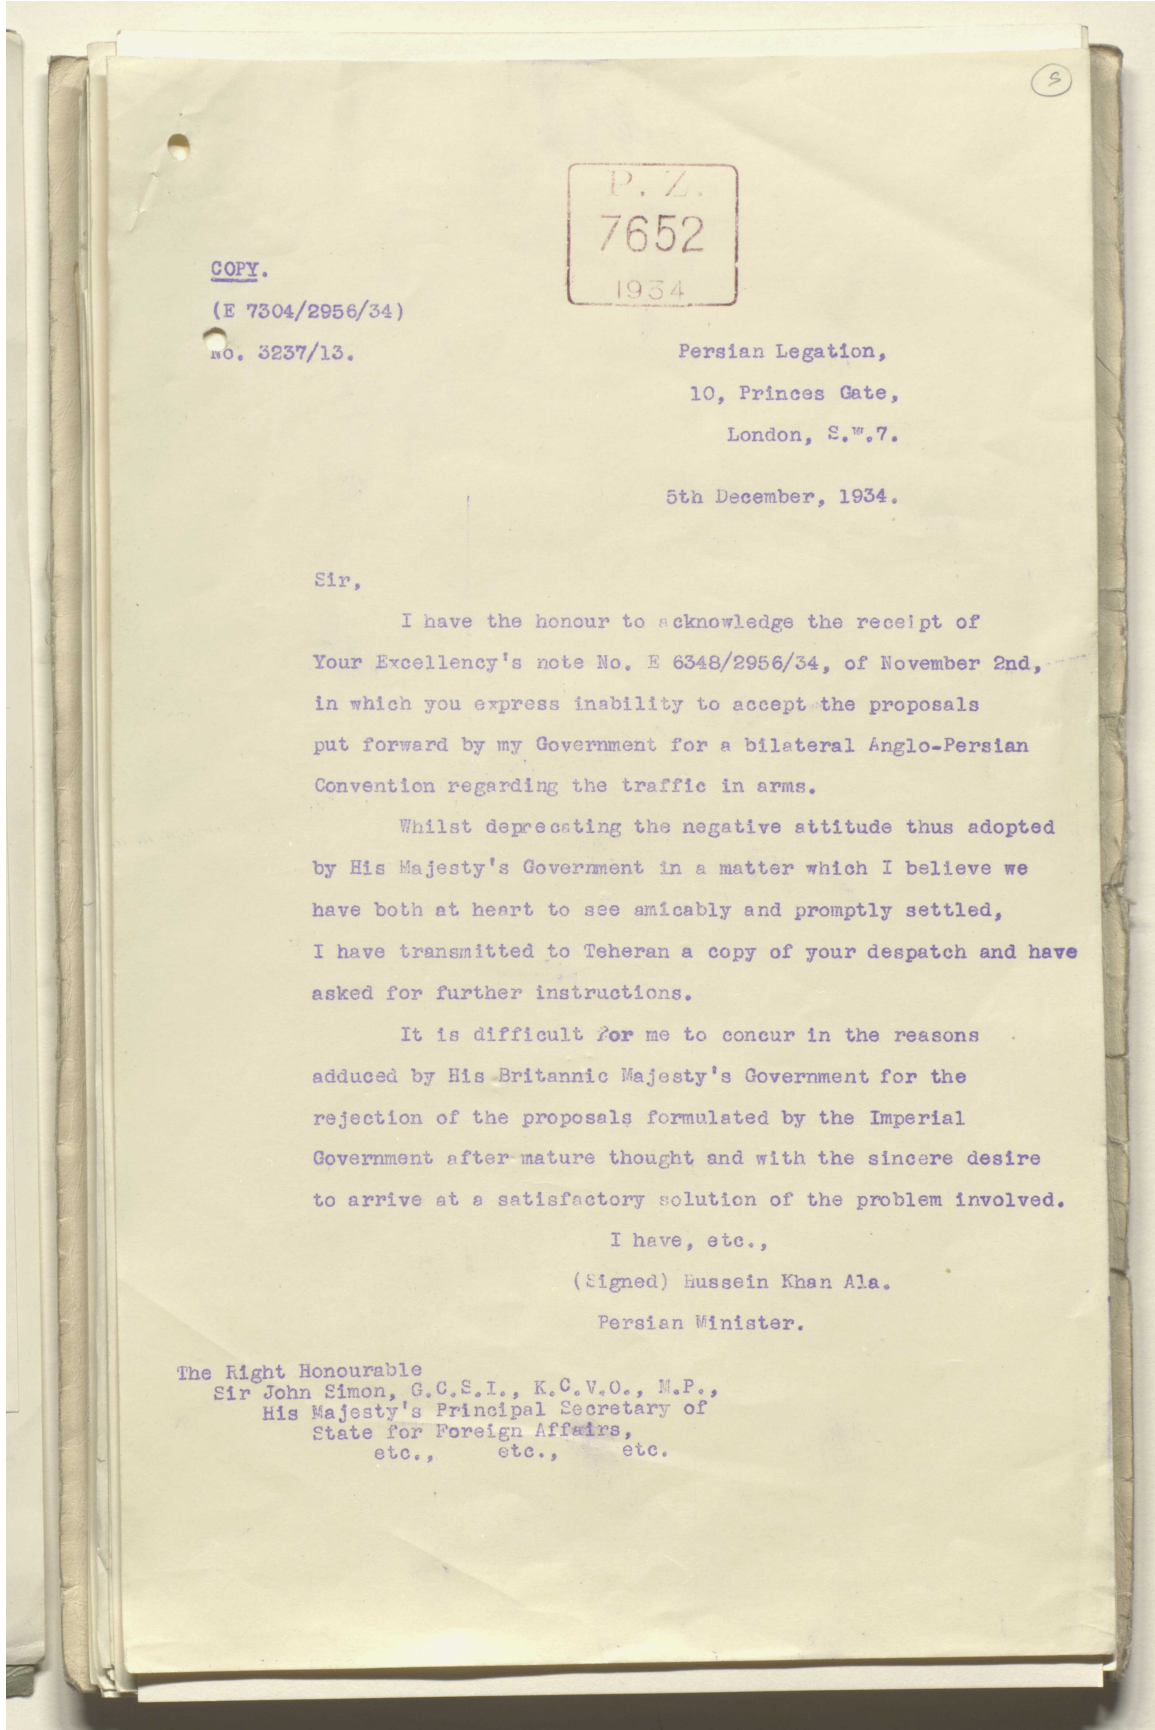 5
P. Z.
7652
1934
COPY.
(E 7304/2956/34)
No. 3237/13.
Persian Legation,
10, Princes Gate,
London, S.W.7.
5th December, 1934.
Sir,
I have the honour to acknowledge the receipt of
Your Excellency's note No. E 6348/2956/34, of November 2nd,
in which you express inability to accept the proposals
put forward by my Government for a bilateral Anglo-Persian
Convention regarding the traffic in arms.
Whilst deprecating the negative attitude thus adopted
by His Majesty's Government in a matter which I believe we
have both at heart to see amicably and promptly settled,
I have transmitted to Teheran a copy of your despatch and have
asked for further instructions.
It is difficult for me to concur in the reasons
adduced by His Britannic Majesty's Government for the
rejection of the proposals formulated by the Imperial
Government after mature thought and with the sincere desire
to arrive at a satisfactory solution of the problem involved.
I have, etc.,
(Signed) Hussein Khan Ala.
Persian Minister.
The Right Honourable
Sir John Simon, G.C.S.I., K.C.V.O., M.P.,
His Majesty's Principal Secretary of
State for Foreign Affairs,
etc., etc., etc.